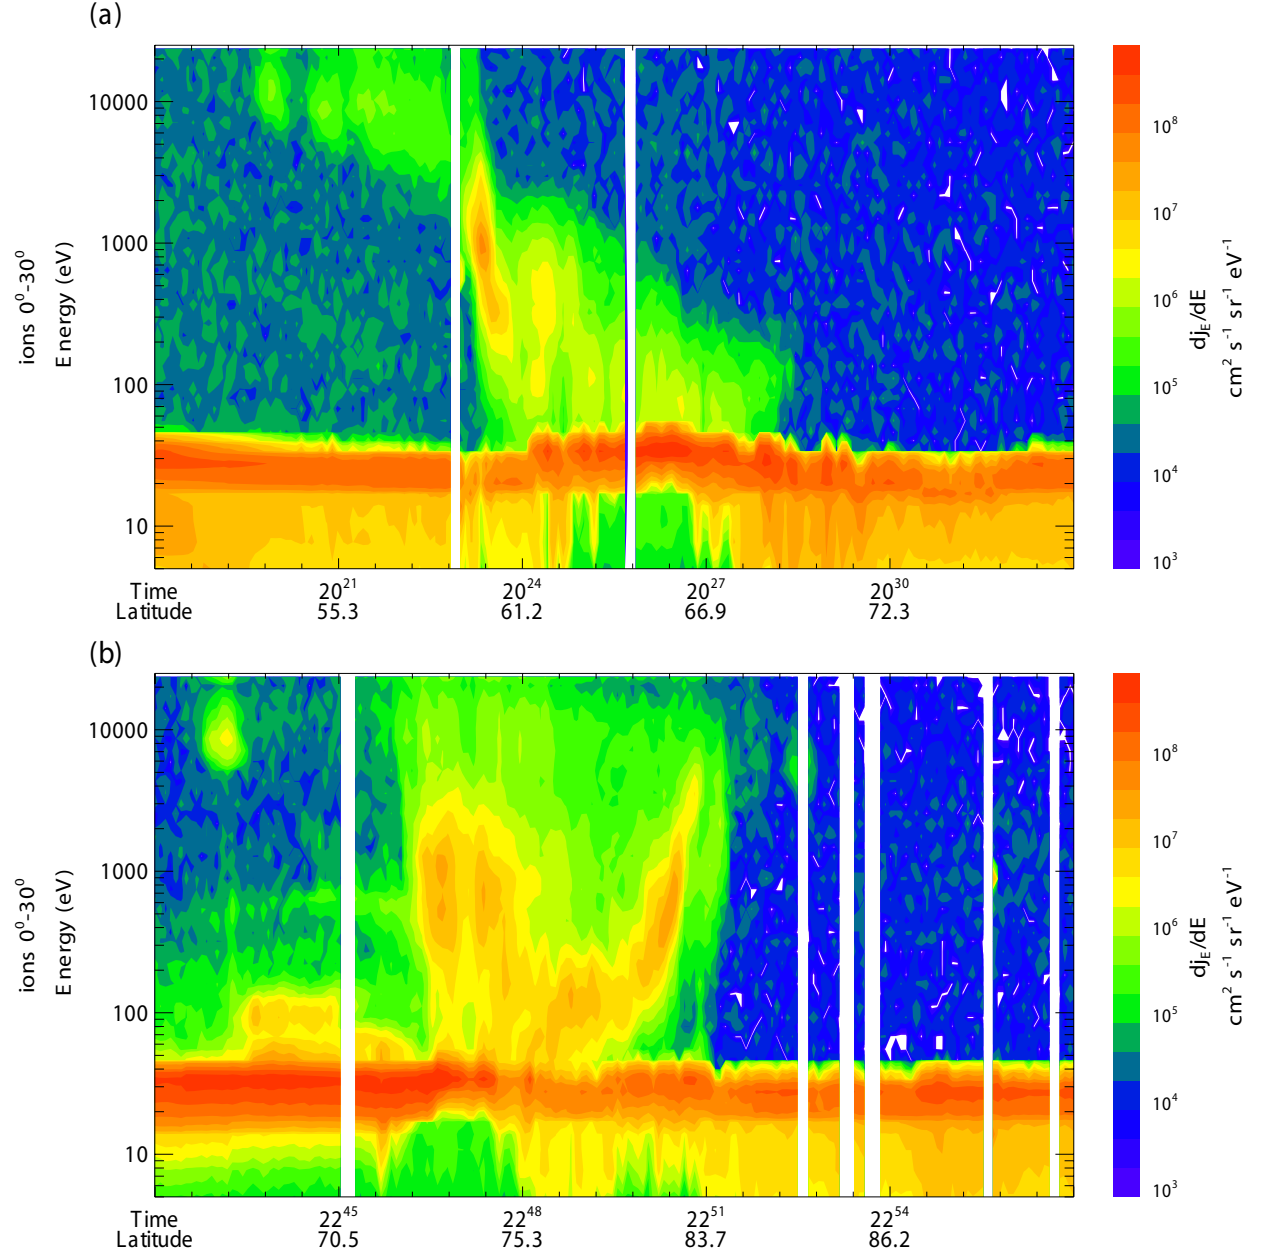 (a)
ions 0⁰-30⁰
Energy (eV)
10000
1000
100
10
Time 20²¹ 20²⁴ 20²⁷ 20³⁰
Latitude 55.3 61.2 66.9 72.3
10⁸
10⁷
10⁶
10⁵
10⁴
10³
djE/dE
cm² s⁻¹ sr⁻¹ eV⁻¹
(b)
ions 0⁰-30⁰
Energy (eV)
10000
1000
100
10
Time 22⁴⁵ 22⁴⁸ 22⁵¹ 22⁵⁴
Latitude 70.5 75.3 83.7 86.2
10⁸
10⁷
10⁶
10⁵
10⁴
10³
djE/dE
cm² s⁻¹ sr⁻¹ eV⁻¹